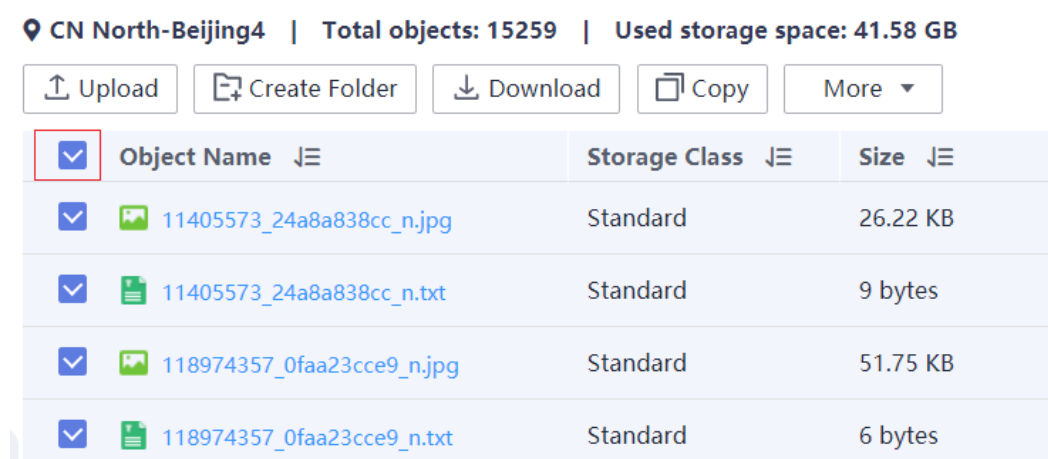 CN North-Beijing4 | Total objects: 15259 | Used storage space: 41.58 GB
Upload Create Folder Download Copy More
Object Name Storage Class Size
11405573_24a8a838cc_n.jpg Standard 26.22 KB
11405573_24a8a838cc_n.txt Standard 9 bytes
118974357_0faa23cce9_n.jpg Standard 51.75 KB
118974357_0faa23cce9_n.txt Standard 6 bytes